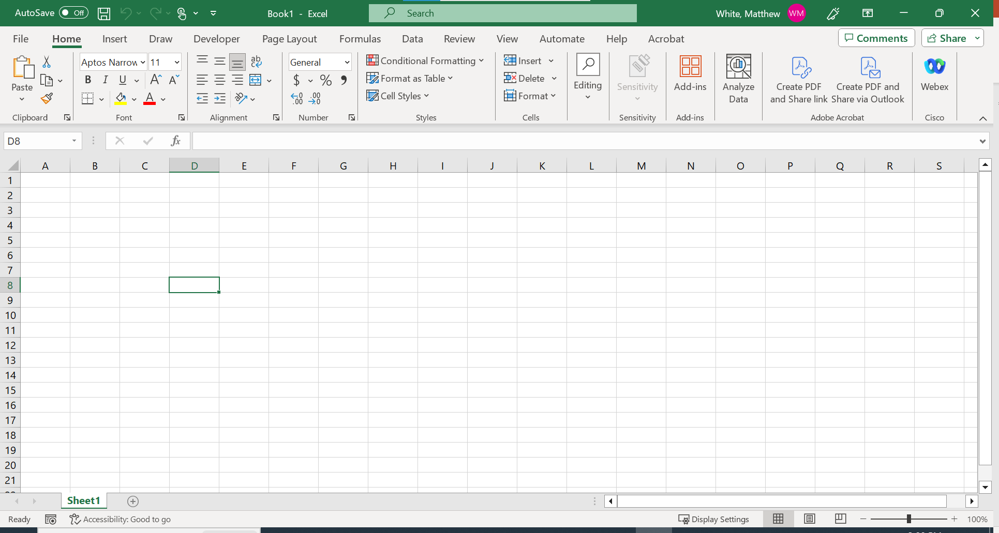 AutoSave Off Book1 - Excel Search White, Matthew WM
File Home Insert Draw Developer Page Layout Formulas Data Review View Automate Help Acrobat Comments Share
Paste
Clipboard
Aptos Narrow 11
B I U A A
A
Font
ab
Alignment
General
$ % 9
.00 .00
Number
Conditional Formatting
Format as Table
Cell Styles
Styles
Insert
Delete
Format
Cells
Editing
Sensitivity
Sensitivity
Add-ins
Add-ins
Analyze
Data
Create PDF
and Share link
Create PDF and
Share via Outlook
Adobe Acrobat
Webex
Cisco
D8 fx
A B C D E F G H I J K L M N O P Q R S
1
2
3
4
5
6
7
8
9
10
11
12
13
14
15
16
17
18
19
20
21
Sheet1
Ready Accessibility: Good to go Display Settings 100%